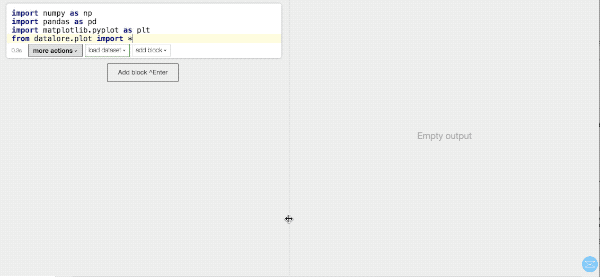 import numpy as np
import pandas as pd
import matplotlib.pyplot as plt
from datalore.plot import *
0.0s more actions load dataset add block
Add block ^Enter
Empty output